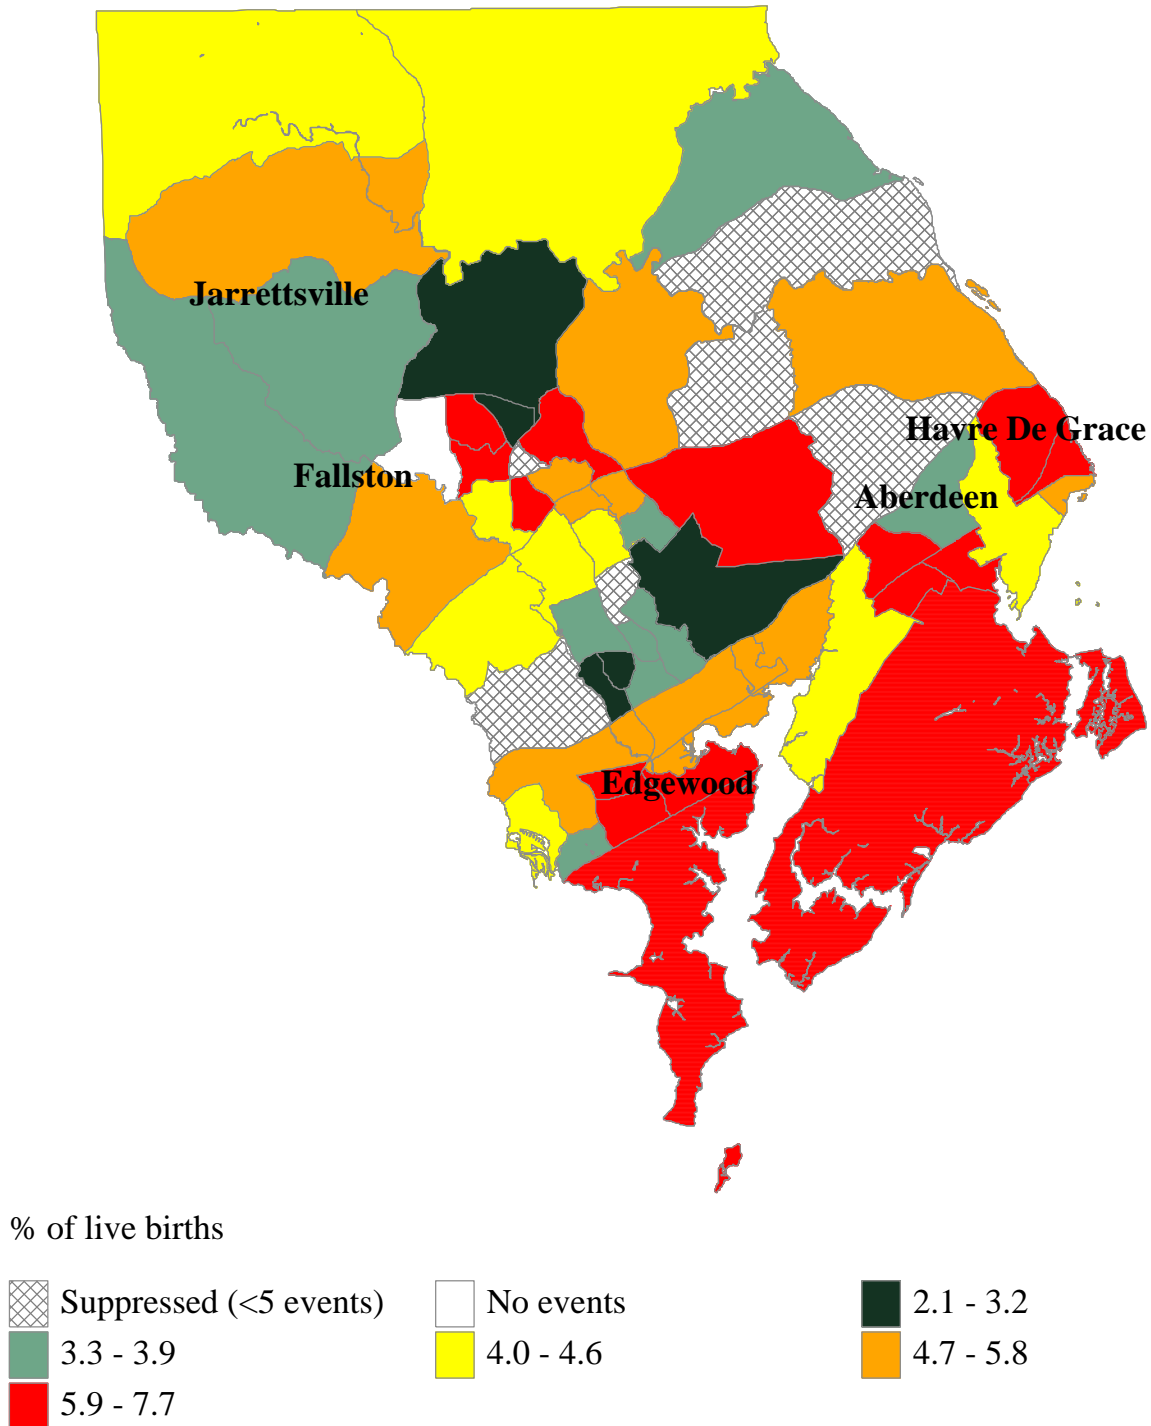 Jarrettsville
Havre De Grace
Fallston
Aberdeen
Edgewood
% of live births
Suppressed (<5 events)
No events
2.1 - 3.2
3.3 - 3.9
4.0 - 4.6
4.7 - 5.8
5.9 - 7.7